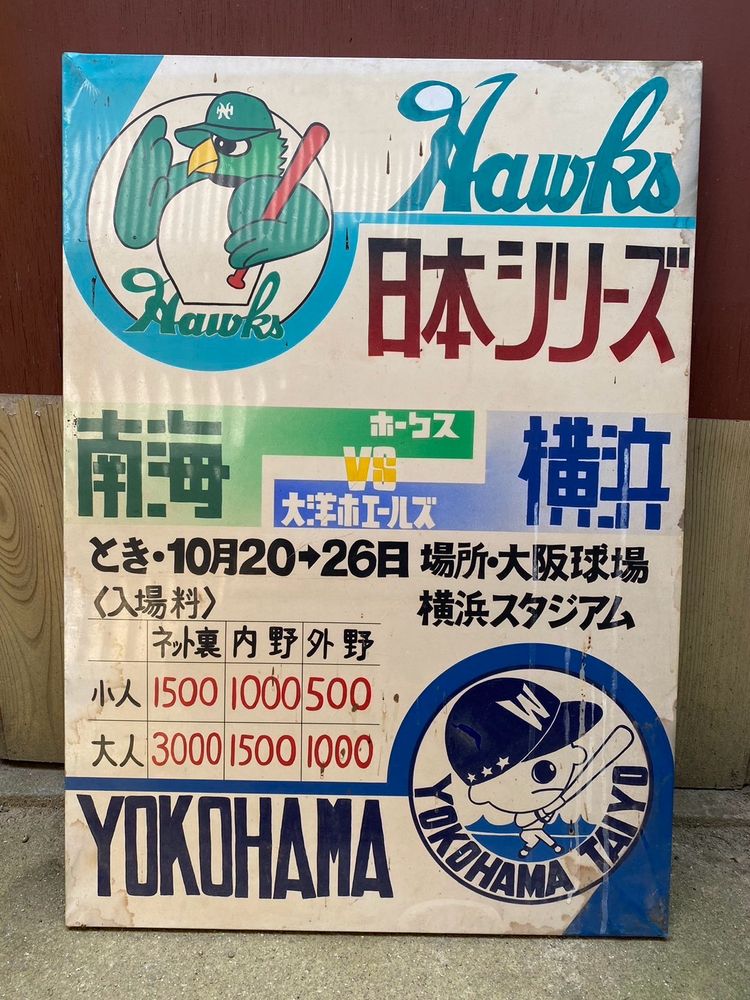 NH
Hawks
Hawks
日本シリーズ
南海
ホークス
VS
大洋ホエールズ
横浜
とき・10月20→26日
場所・大阪球場
横浜スタジアム
〈入場料〉
ネット裏 内野 外野
小人 1500 1000 500
大人 3000 1500 1000
W
YOKOHAMA TAIYO
YOKOHAMA